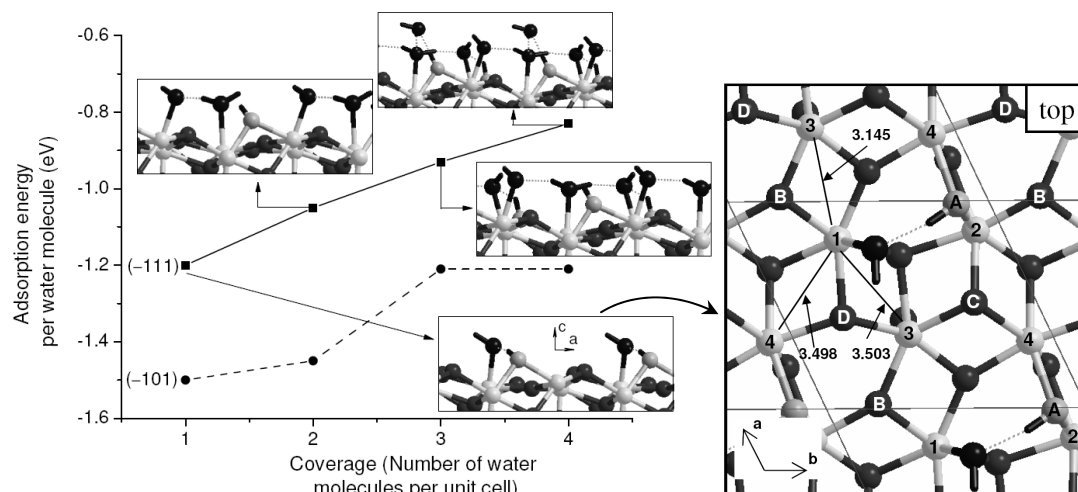 -0.6
-0.8
-1.0
-1.2
-1.4
-1.6
Adsorption energy
per water molecule (eV)
(−111)
(−101)
1
2
3
4
Coverage (Number of water
molecules per unit cell)
c
a
top
D
3
4
D
3.145
B
A
B
1
2
D
C
4
3
4
3.498
3.503
B
A
1
2
a
b